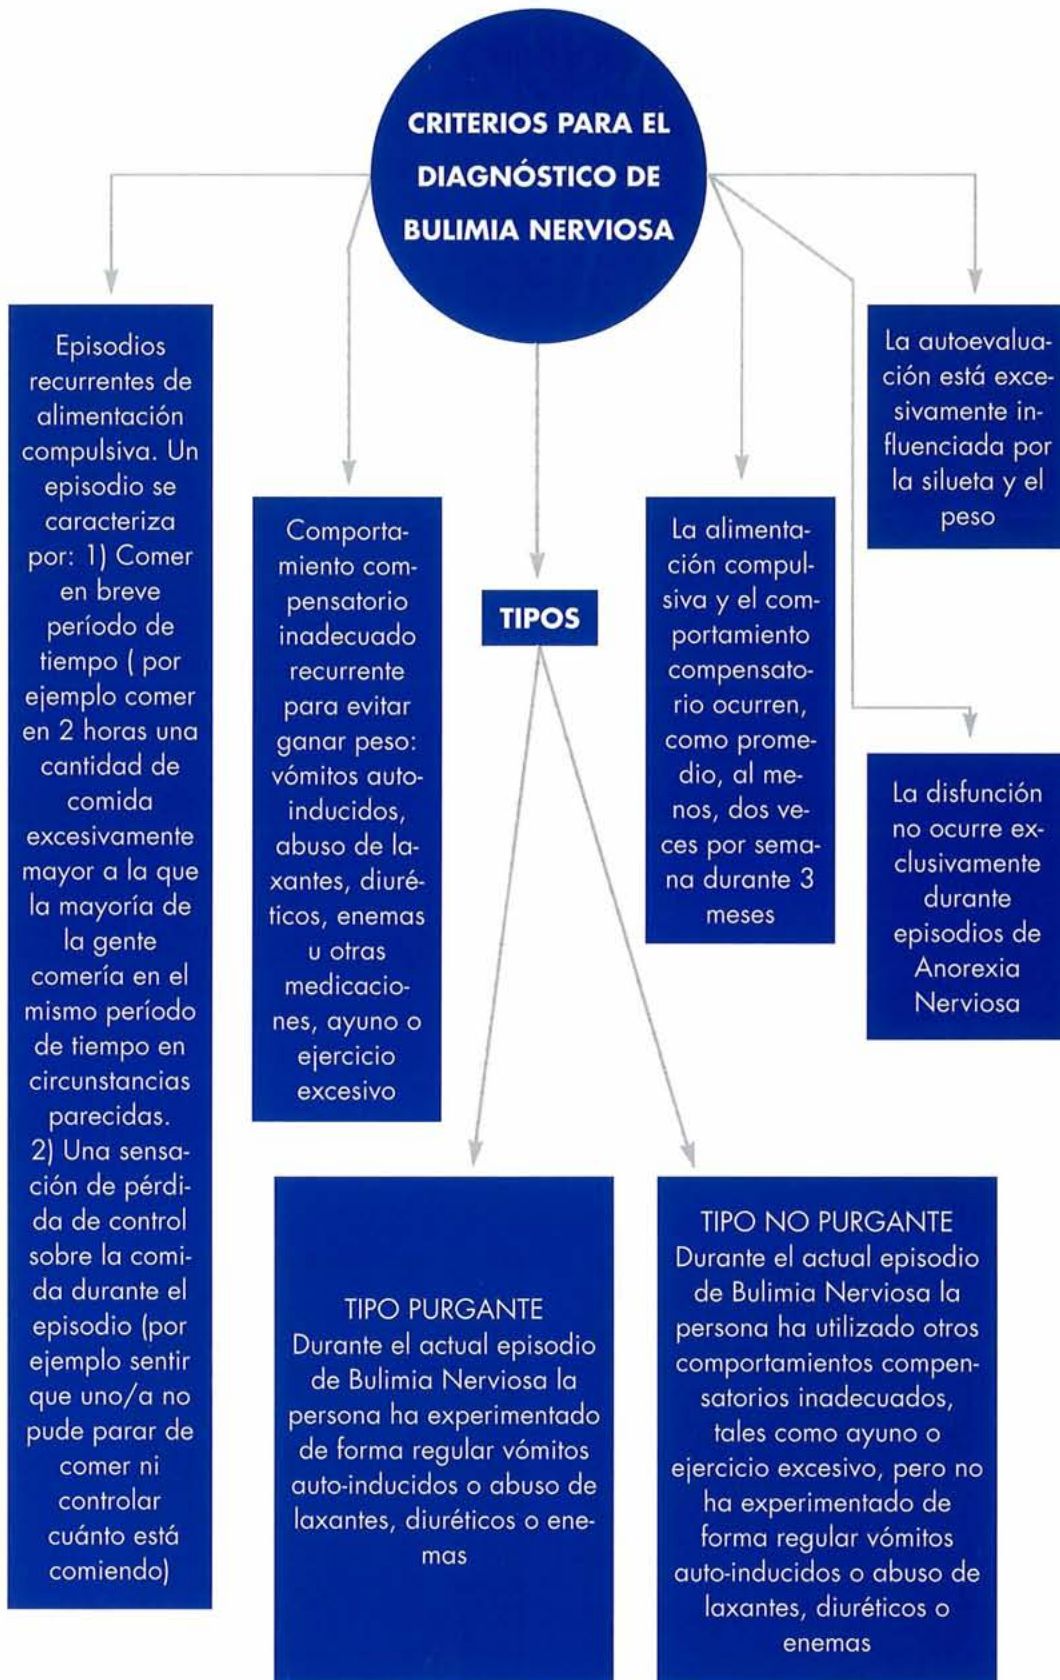 CRITERIOS PARA EL
DIAGNÓSTICO DE
BULIMIA NERVIOSA
Episodios
recurrentes de
alimentación
compulsiva. Un
episodio se
caracteriza
por: 1) Comer
en breve
período de
tiempo ( por
ejemplo comer
en 2 horas una
cantidad de
comida
excesivamente
mayor a la que
la mayoría de
la gente
comería en el
mismo período
de tiempo en
circunstancias
parecidas.
2) Una sensa-
ción de pérdi-
da de control
sobre la comi-
da durante el
episodio (por
ejemplo sentir
que uno/a no
pude parar de
comer ni
controlar
cuánto está
comiendo)
Comporta-
miento com-
pensatorio
inadecuado
recurrente
para evitar
ganar peso:
vómitos auto-
inducidos,
abuso de la-
xantes, diuré-
ticos, enemas
u otras
medicacio-
nes, ayuno o
ejercicio
excesivo
TIPOS
La alimenta-
ción compul-
siva y el com-
portamiento
compensato-
rio ocurren,
como prome-
dio, al me-
nos, dos ve-
ces por sema-
na durante 3
meses
La autoevalua-
ción está exce-
sivamente in-
fluenciada por
la silueta y el
peso
La disfunción
no ocurre ex-
clusivamente
durante
episodios de
Anorexia
Nerviosa
TIPO PURGANTE
Durante el actual episodio
de Bulimia Nerviosa la
persona ha experimentado
de forma regular vómitos
auto-inducidos o abuso de
laxantes, diuréticos o ene-
mas
TIPO NO PURGANTE
Durante el actual episodio
de Bulimia Nerviosa la
persona ha utilizado otros
comportamientos compen-
satorios inadecuados,
tales como ayuno o
ejercicio excesivo, pero no
ha experimentado de
forma regular vómitos
auto-inducidos o abuso de
laxantes, diuréticos o
enemas